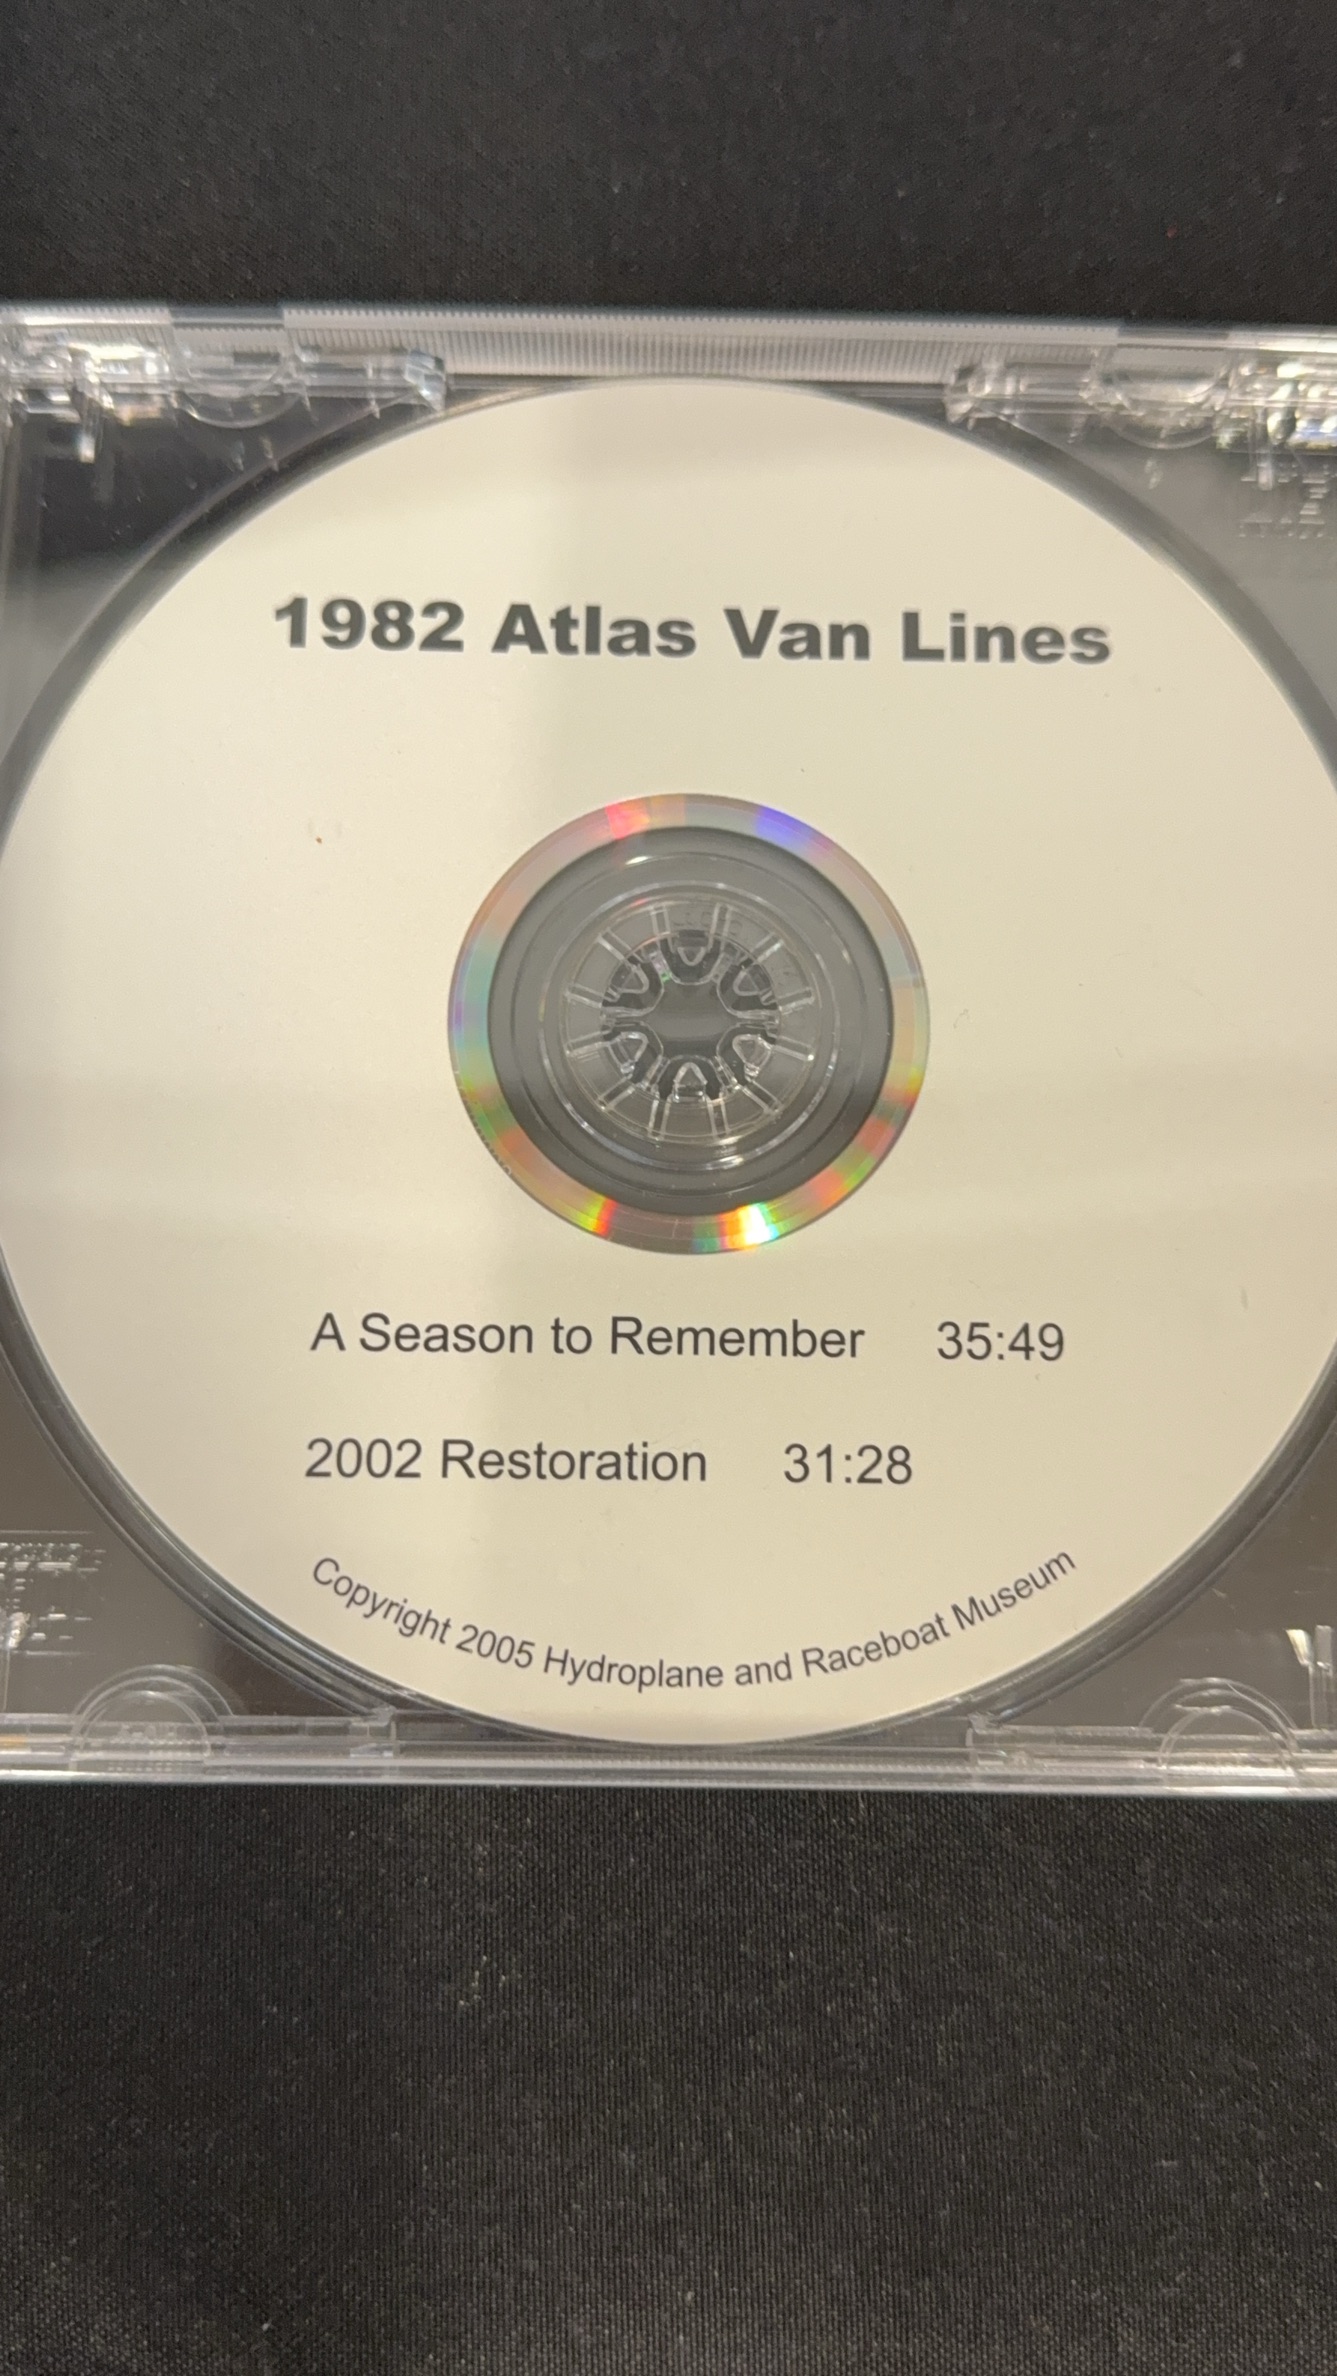 1982 Atlas Van Lines
A Season to Remember 35:49
2002 Restoration 31:28
Copyright 2005 Hydroplane and Raceboat Museum